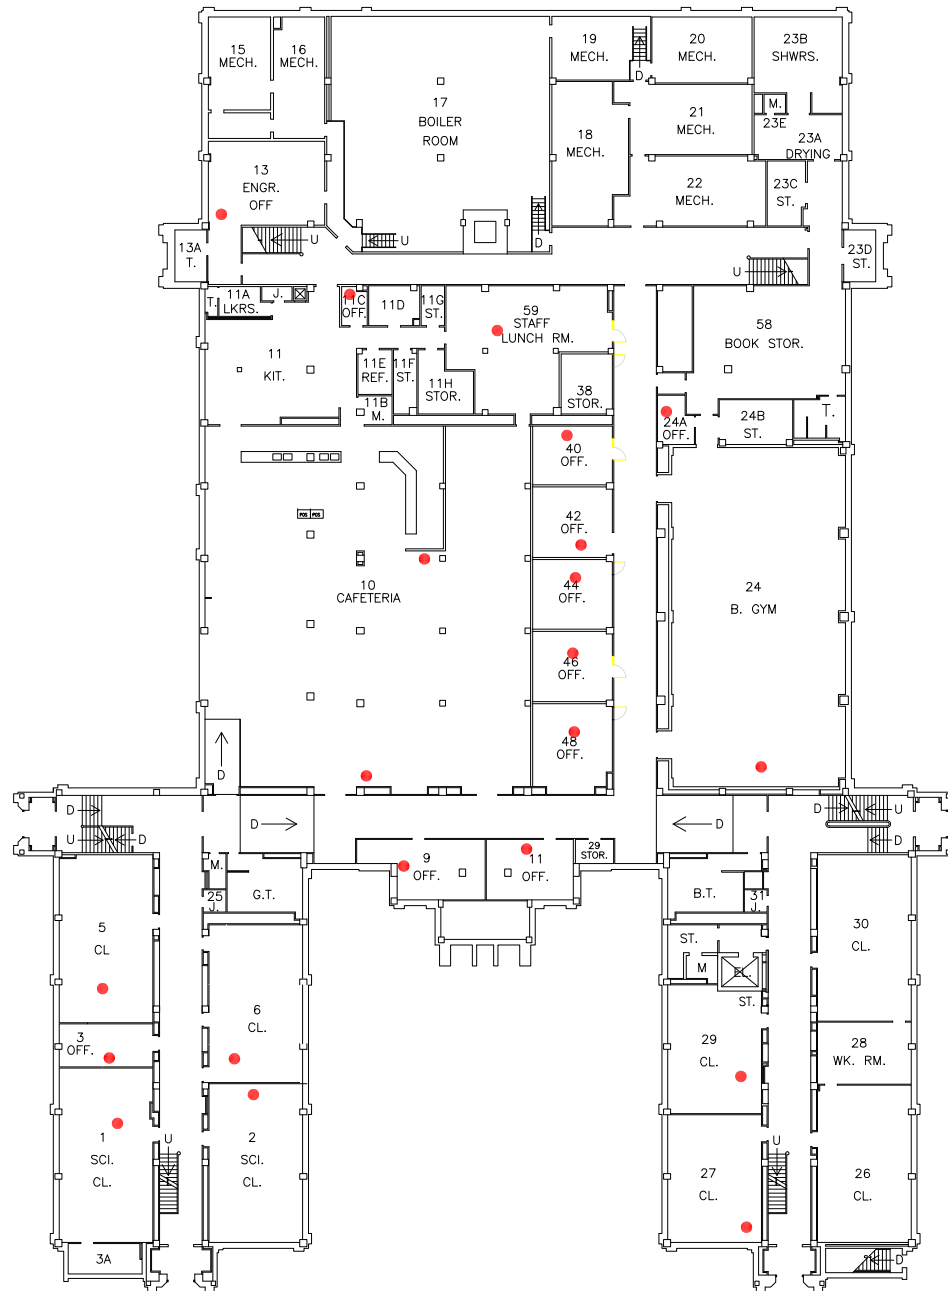 15
MECH.
16
MECH.
17
BOILER
ROOM
19
MECH.
D
20
MECH.
23B
SHWRS.
M.
23E
21
MECH.
18
MECH.
23A
DRYING
13
ENGR.
OFF
22
MECH.
23C
ST.
13A
T.
U
U
D
U
23D
ST.
11A
LKRS.
T.
J.
11C
OFF.
11D
11G
ST.
59
STAFF
LUNCH RM.
58
BOOK STOR.
11
KIT.
11E
REF.
11F
ST.
11H
STOR.
38
STOR.
11B
M.
24A
OFF.
24B
ST.
T.
40
OFF.
42
OFF.
POS
POS
10
CAFETERIA
44
OFF.
24
B. GYM
46
OFF.
48
OFF.
D
D
U
D
D
D
D
U
D
9
OFF.
11
OFF.
29
STOR.
M.
25
J.
G.T.
B.T.
31
J.
5
CL
30
CL.
ST.
M
EL.
ST.
6
CL.
3
OFF.
29
CL.
28
WK. RM.
1
SCI.
CL.
U
2
SCI.
CL.
27
CL.
U
26
CL.
3A
D